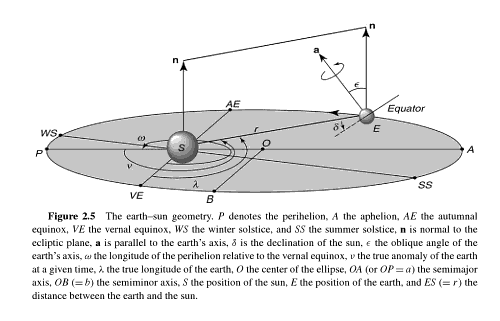 n
n
a
ϵ
Equator
AE
δ
E
WS
ω
r
S
O
P
A
ν
λ
VE
B
SS
Figure 2.5 The earth–sun geometry. P denotes the perihelion, A the aphelion, AE the autumnal
equinox, VE the vernal equinox, WS the winter solstice, and SS the summer solstice, n is normal to the
ecliptic plane, a is parallel to the earth's axis, δ is the declination of the sun, ϵ the oblique angle of the
earth's axis, ω the longitude of the perihelion relative to the vernal equinox, ν the true anomaly of the earth
at a given time, λ the true longitude of the earth, O the center of the ellipse, OA (or OP = a) the semimajor
axis, OB (= b) the semiminor axis, S the position of the sun, E the position of the earth, and ES (= r) the
distance between the earth and the sun.